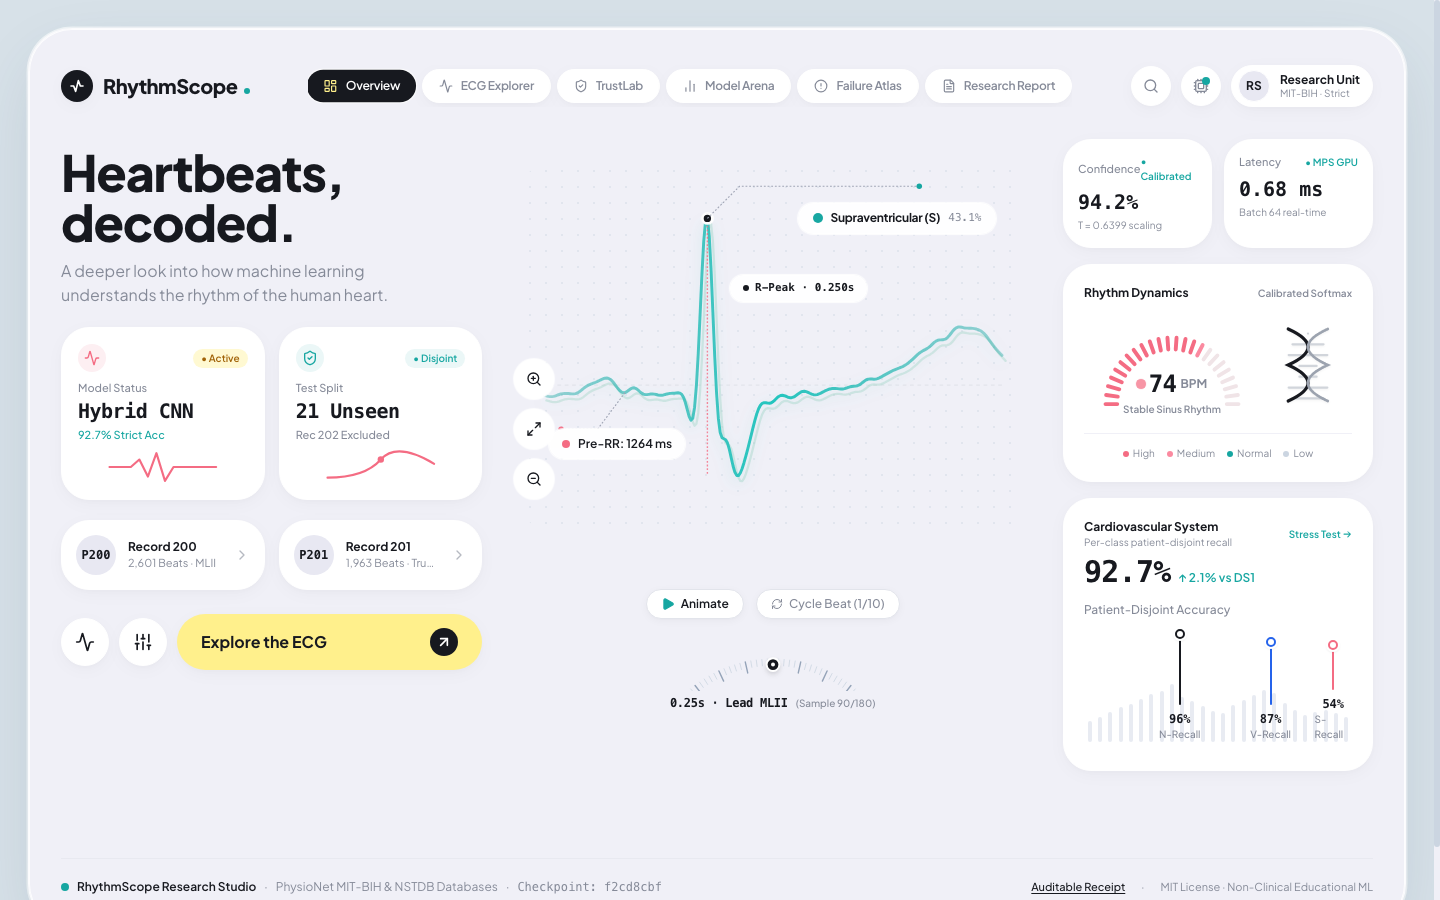 RhythmScope
Overview
ECG Explorer
TrustLab
Model Arena
Failure Atlas
Research Report
RS
Research Unit
MIT-BIH · Strict
Heartbeats,
decoded.
A deeper look into how machine learning
understands the rhythm of the human heart.
• Active
Model Status
Hybrid CNN
92.7% Strict Acc
• Disjoint
Test Split
21 Unseen
Rec 202 Excluded
P200
Record 200
2,601 Beats · MLII
P201
Record 201
1,963 Beats · Tru...
Explore the ECG
Supraventricular (S) 43.1%
R-Peak · 0.250s
Pre-RR: 1264 ms
Animate
Cycle Beat (1/10)
0.25s · Lead MLII (Sample 90/180)
Confidence
• Calibrated
94.2%
T = 0.6399 scaling
Latency
• MPS GPU
0.68 ms
Batch 64 real-time
Rhythm Dynamics
Calibrated Softmax
74 BPM
Stable Sinus Rhythm
High
Medium
Normal
Low
Cardiovascular System
Per-class patient-disjoint recall
Stress Test →
92.7% ↑ 2.1% vs DS1
Patient-Disjoint Accuracy
96%
N-Recall
87%
V-Recall
54%
S-
Recall
RhythmScope Research Studio · PhysioNet MIT-BIH & NSTDB Databases · Checkpoint: f2cd8cbf
Auditable Receipt · MIT License · Non-Clinical Educational ML